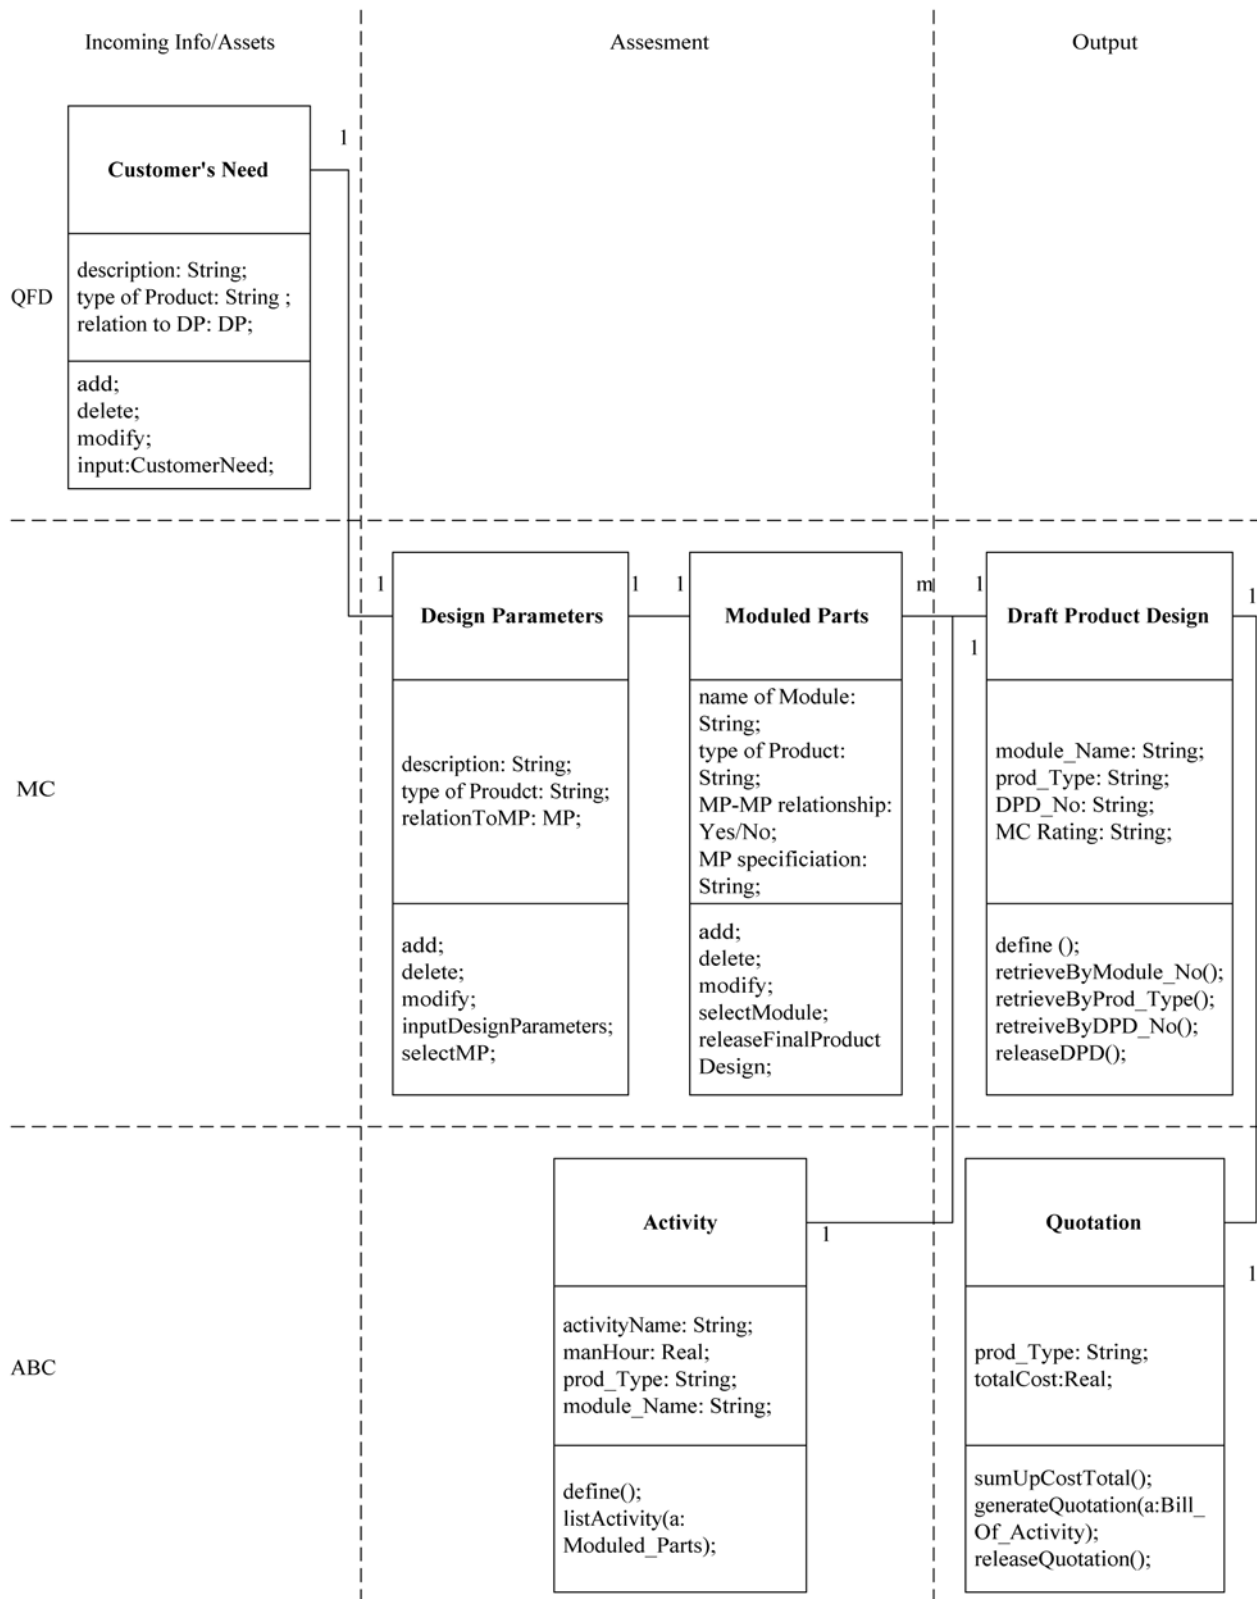 Incoming Info/Assets
Assesment
Output
1
Customer's Need
QFD
description: String;
type of Product: String ;
relation to DP: DP;
add;
delete;
modify;
input:CustomerNeed;
1
1
1
m
1
1
Design Parameters
Moduled Parts
Draft Product Design
1
MC
description: String;
type of Proudct: String;
relationToMP: MP;
add;
delete;
modify;
inputDesignParameters;
selectMP;
name of Module:
String;
type of Product:
String;
MP-MP relationship:
Yes/No;
MP specificiation:
String;
add;
delete;
modify;
selectModule;
releaseFinalProduct
Design;
module_Name: String;
prod_Type: String;
DPD_No: String;
MC Rating: String;
define ();
retrieveByModule_No();
retrieveByProd_Type();
retreiveByDPD_No();
releaseDPD();
ABC
Activity
1
activityName: String;
manHour: Real;
prod_Type: String;
module_Name: String;
define();
listActivity(a:
Moduled_Parts);
Quotation
1
prod_Type: String;
totalCost:Real;
sumUpCostTotal();
generateQuotation(a:Bill_
Of_Activity);
releaseQuotation();